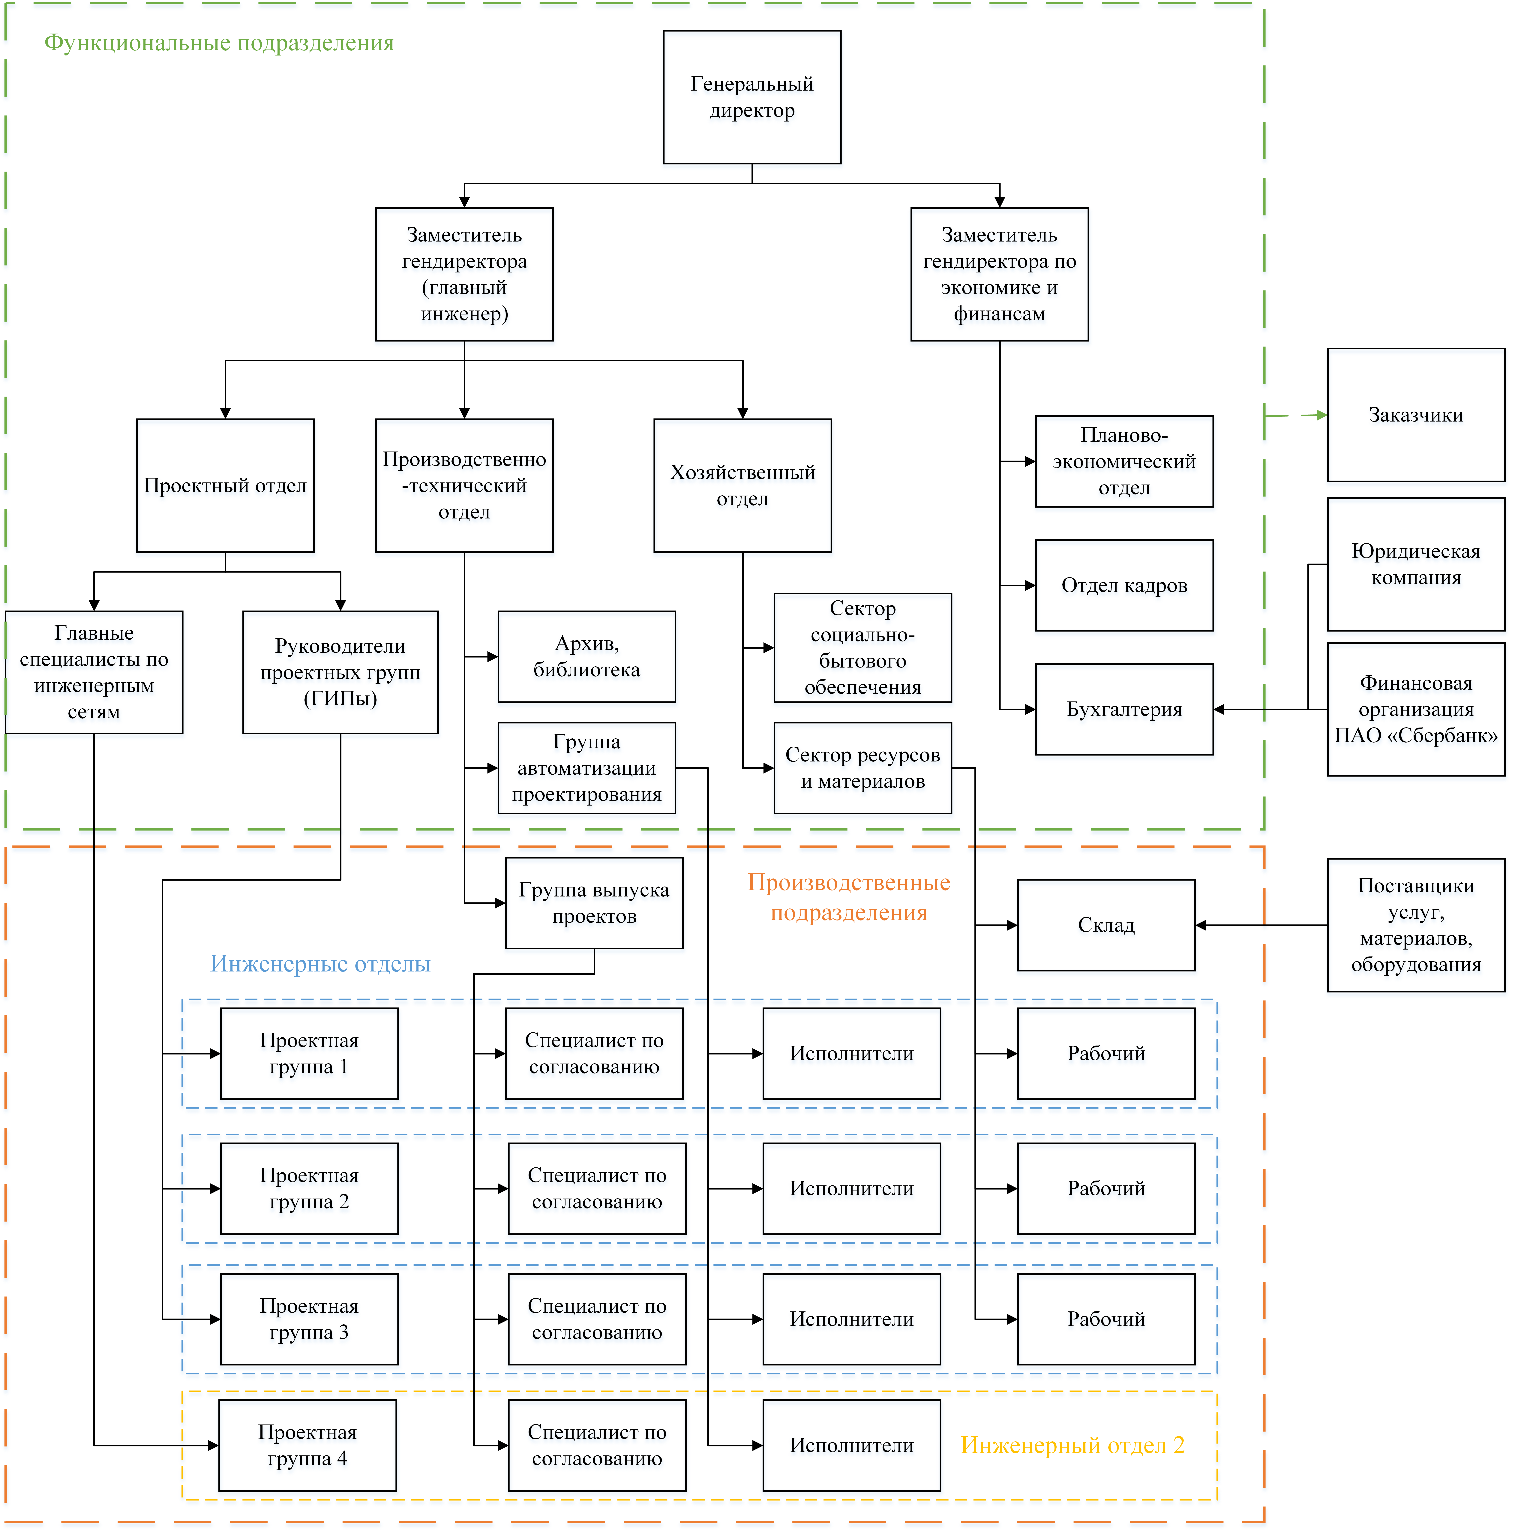 Функциональные подразделения
Генеральный
директор
Заместитель
гендиректора
(главный
инженер)
Заместитель
гендиректора по
экономике и
финансам
Заказчики
Проектный отдел
Производственно
-технический
отдел
Хозяйственный
отдел
Планово-
экономический
отдел
Юридическая
компания
Отдел кадров
Главные
специалисты по
инженерным
сетям
Руководители
проектных групп
(ГИПы)
Архив,
библиотека
Сектор
социально-
бытового
обеспечения
Бухгалтерия
Финансовая
организация
ПАО «Сбербанк»
Группа
автоматизации
проектирования
Сектор ресурсов
и материалов
Группа выпуска
проектов
Производственные
подразделения
Склад
Поставщики
услуг,
материалов,
оборудования
Инженерные отделы
Проектная
группа 1
Специалист по
согласованию
Исполнители
Рабочий
Проектная
группа 2
Специалист по
согласованию
Исполнители
Рабочий
Проектная
группа 3
Специалист по
согласованию
Исполнители
Рабочий
Проектная
группа 4
Специалист по
согласованию
Исполнители
Инженерный отдел 2